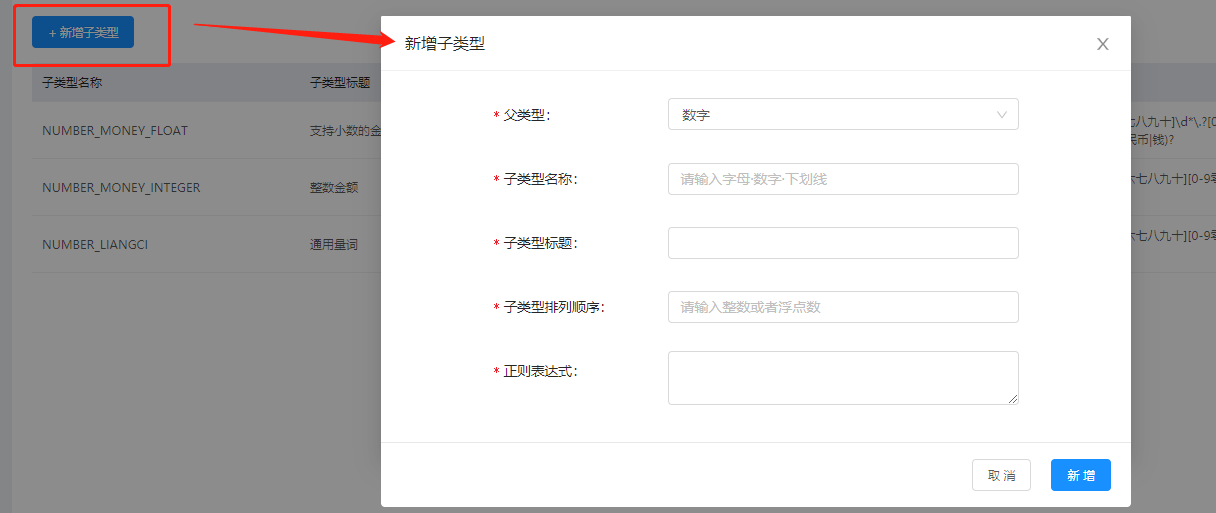 + 新增子类型
子类型名称
子类型标题
NUMBER_MONEY_FLOAT
支持小数的金
七八九十]\d*\.?[0
民币|钱)?
NUMBER_MONEY_INTEGER
整数金额
六七八九十][0-9零
NUMBER_LIANGCI
通用量词
六七八九十][0-9零
新增子类型
* 父类型:
数字
* 子类型名称:
请输入字母·数字·下划线
* 子类型标题:
* 子类型排列顺序:
请输入整数或者浮点数
* 正则表达式:
取 消
新 增